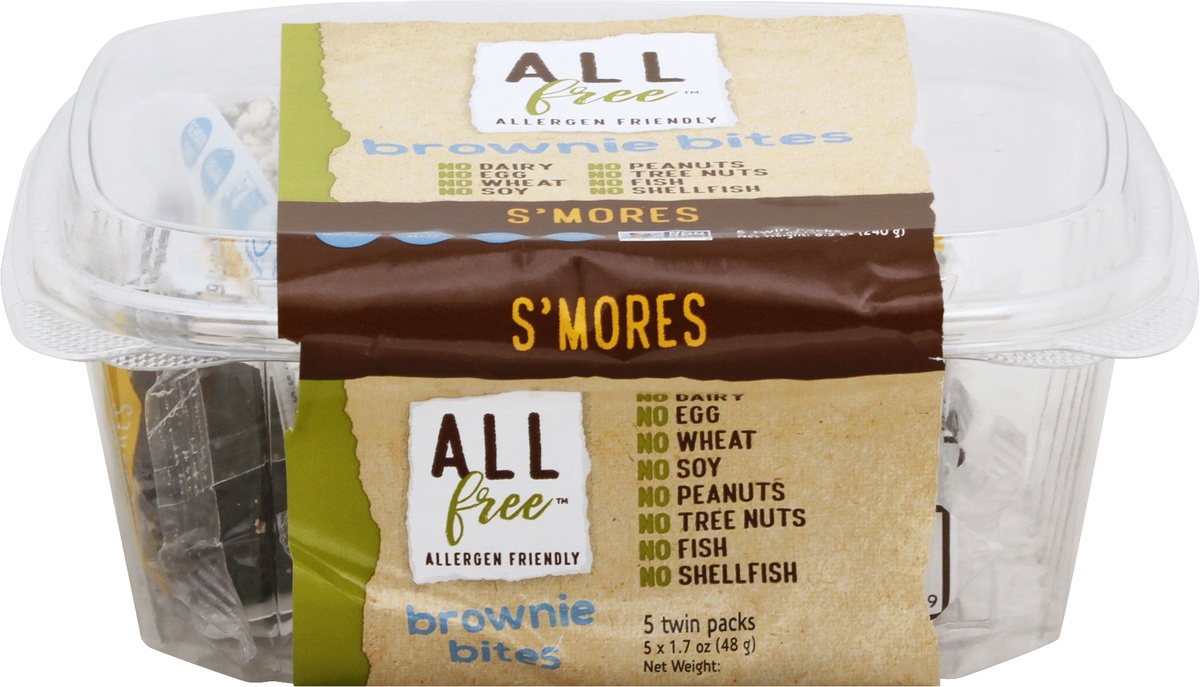 ALL
free™
ALLERGEN FRIENDLY
brownie bites
NO DAIRY
NO EGG
NO WHEAT
NO SOY
NO PEANUTS
NO TREE NUTS
NO FISH
NO SHELLFISH
S'MORES
(240 g)
S'MORES
ALL
free™
ALLERGEN FRIENDLY
brownie
bites
NO DAIRY
NO EGG
NO WHEAT
NO SOY
NO PEANUTS
NO TREE NUTS
NO FISH
NO SHELLFISH
5 twin packs
5 x 1.7 oz (48 g)
Net Weight:
9